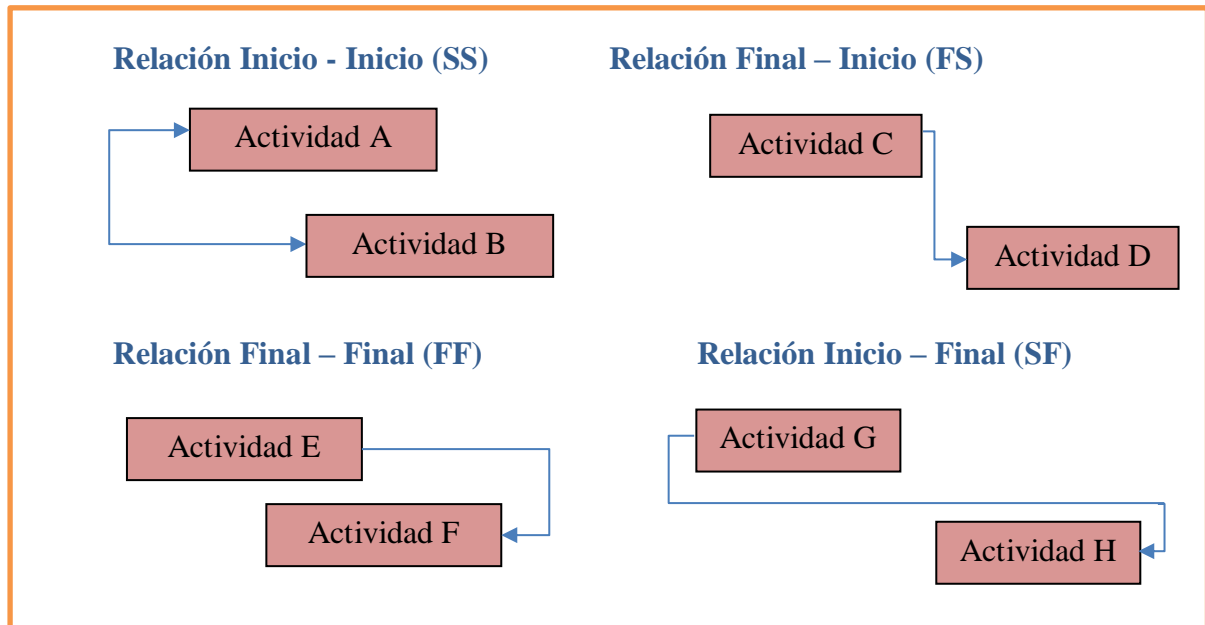 Relación Inicio - Inicio (SS)
Relación Final – Inicio (FS)
Actividad A
Actividad C
Actividad B
Actividad D
Relación Final – Final (FF)
Relación Inicio – Final (SF)
Actividad E
Actividad G
Actividad F
Actividad H